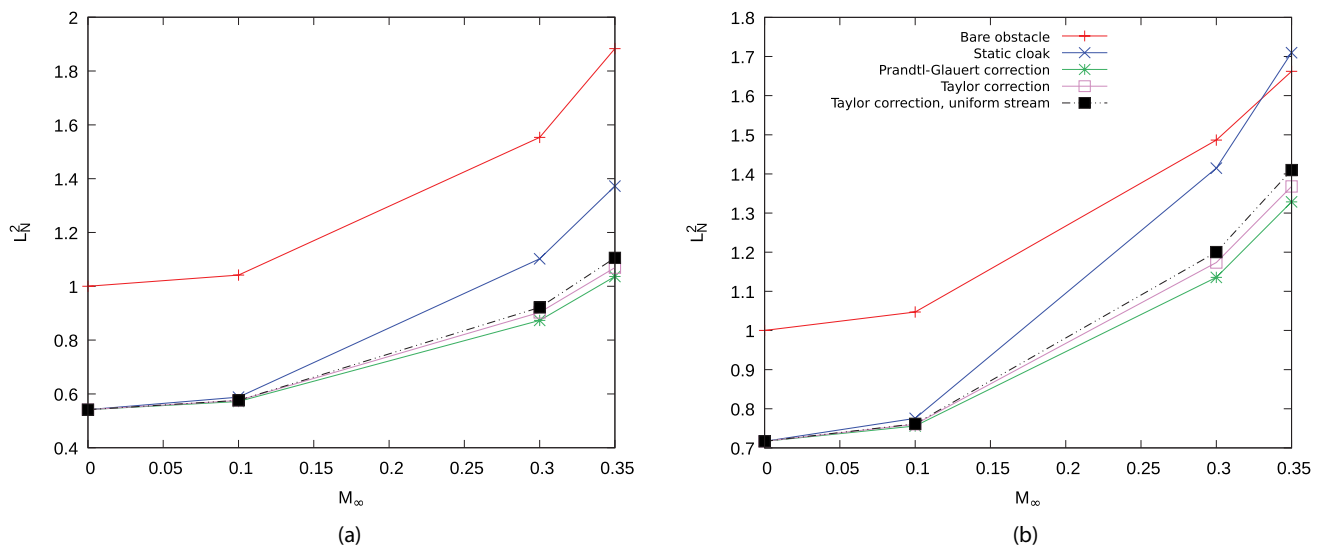 2
1.8
1.6
1.4
1.2
1
0.8
0.6
0.4
L²N
0 0.05 0.1 0.15 0.2 0.25 0.3 0.35
M∞
(a)
1.8
1.7
1.6
1.5
1.4
1.3
1.2
1.1
1
0.9
0.8
0.7
L²N
Bare obstacle
Static cloak
Prandtl-Glauert correction
Taylor correction
Taylor correction, uniform stream
0 0.05 0.1 0.15 0.2 0.25 0.3 0.35
M∞
(b)